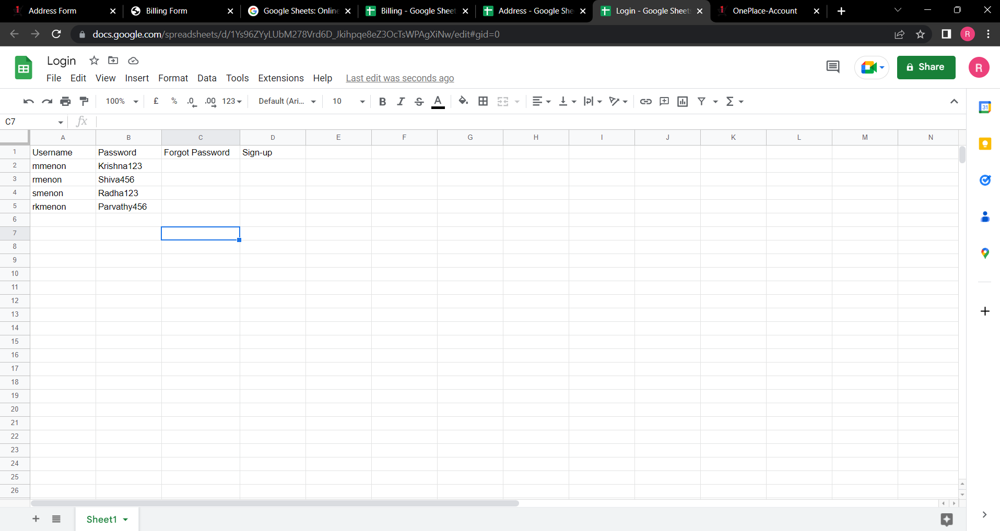 Address Form
Billing Form
Google Sheets: Online
Billing - Google Sheet
Address - Google She
Login - Google Sheets
OnePlace-Account
docs.google.com/spreadsheets/d/1Ys96ZYyLUbM278Vrd6D_Jkihpqe8eZ3OcTsWPAgXiNw/edit#gid=0
R
Login
File Edit View Insert Format Data Tools Extensions Help Last edit was seconds ago
Share
R
100% £ % .0 .00 123 Default (Ari... 10 B I S A
31
C7 fx
A B C D E F G H I J K L M N
1 Username Password Forgot Password Sign-up
2 mmenon Krishna123
3 rmenon Shiva456
4 smenon Radha123
5 rkmenon Parvathy456
6
7
8
9
10
11
12
13
14
15
16
17
18
19
20
21
22
23
24
25
26
Sheet1